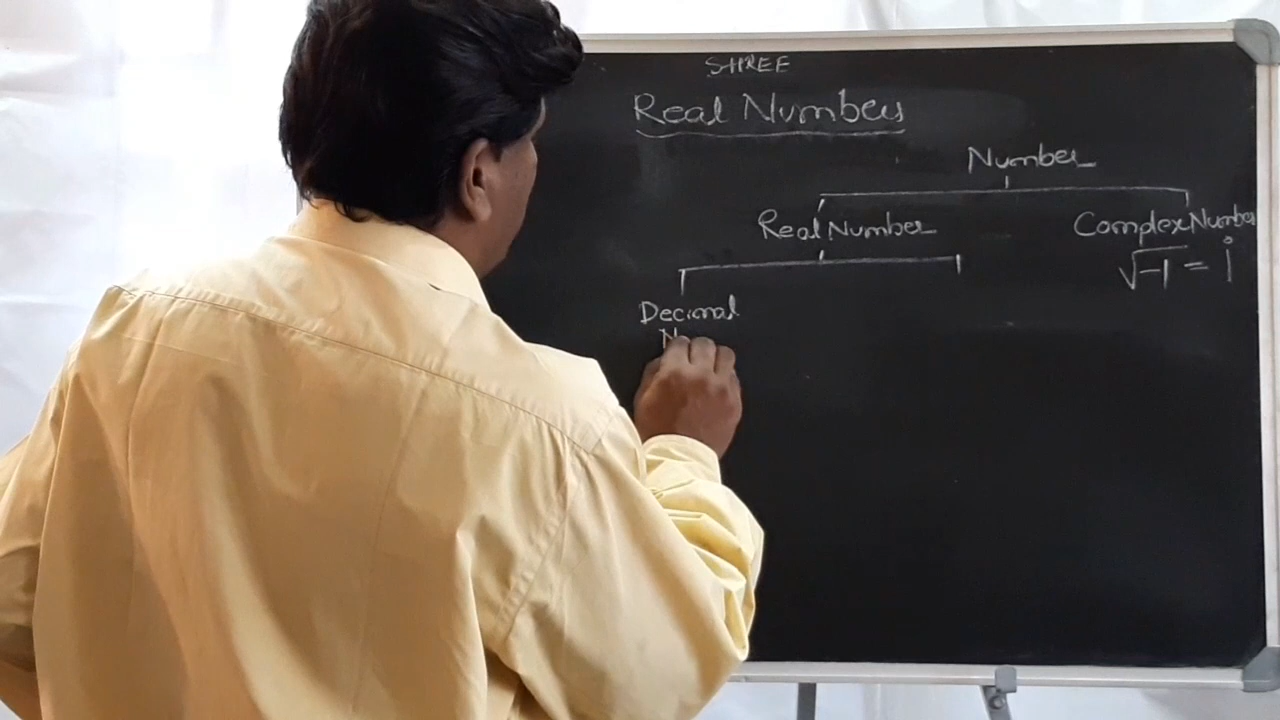 SHREE
Real Numbers
Number
Real Number
Complex Number
√-1 = i
Decimal